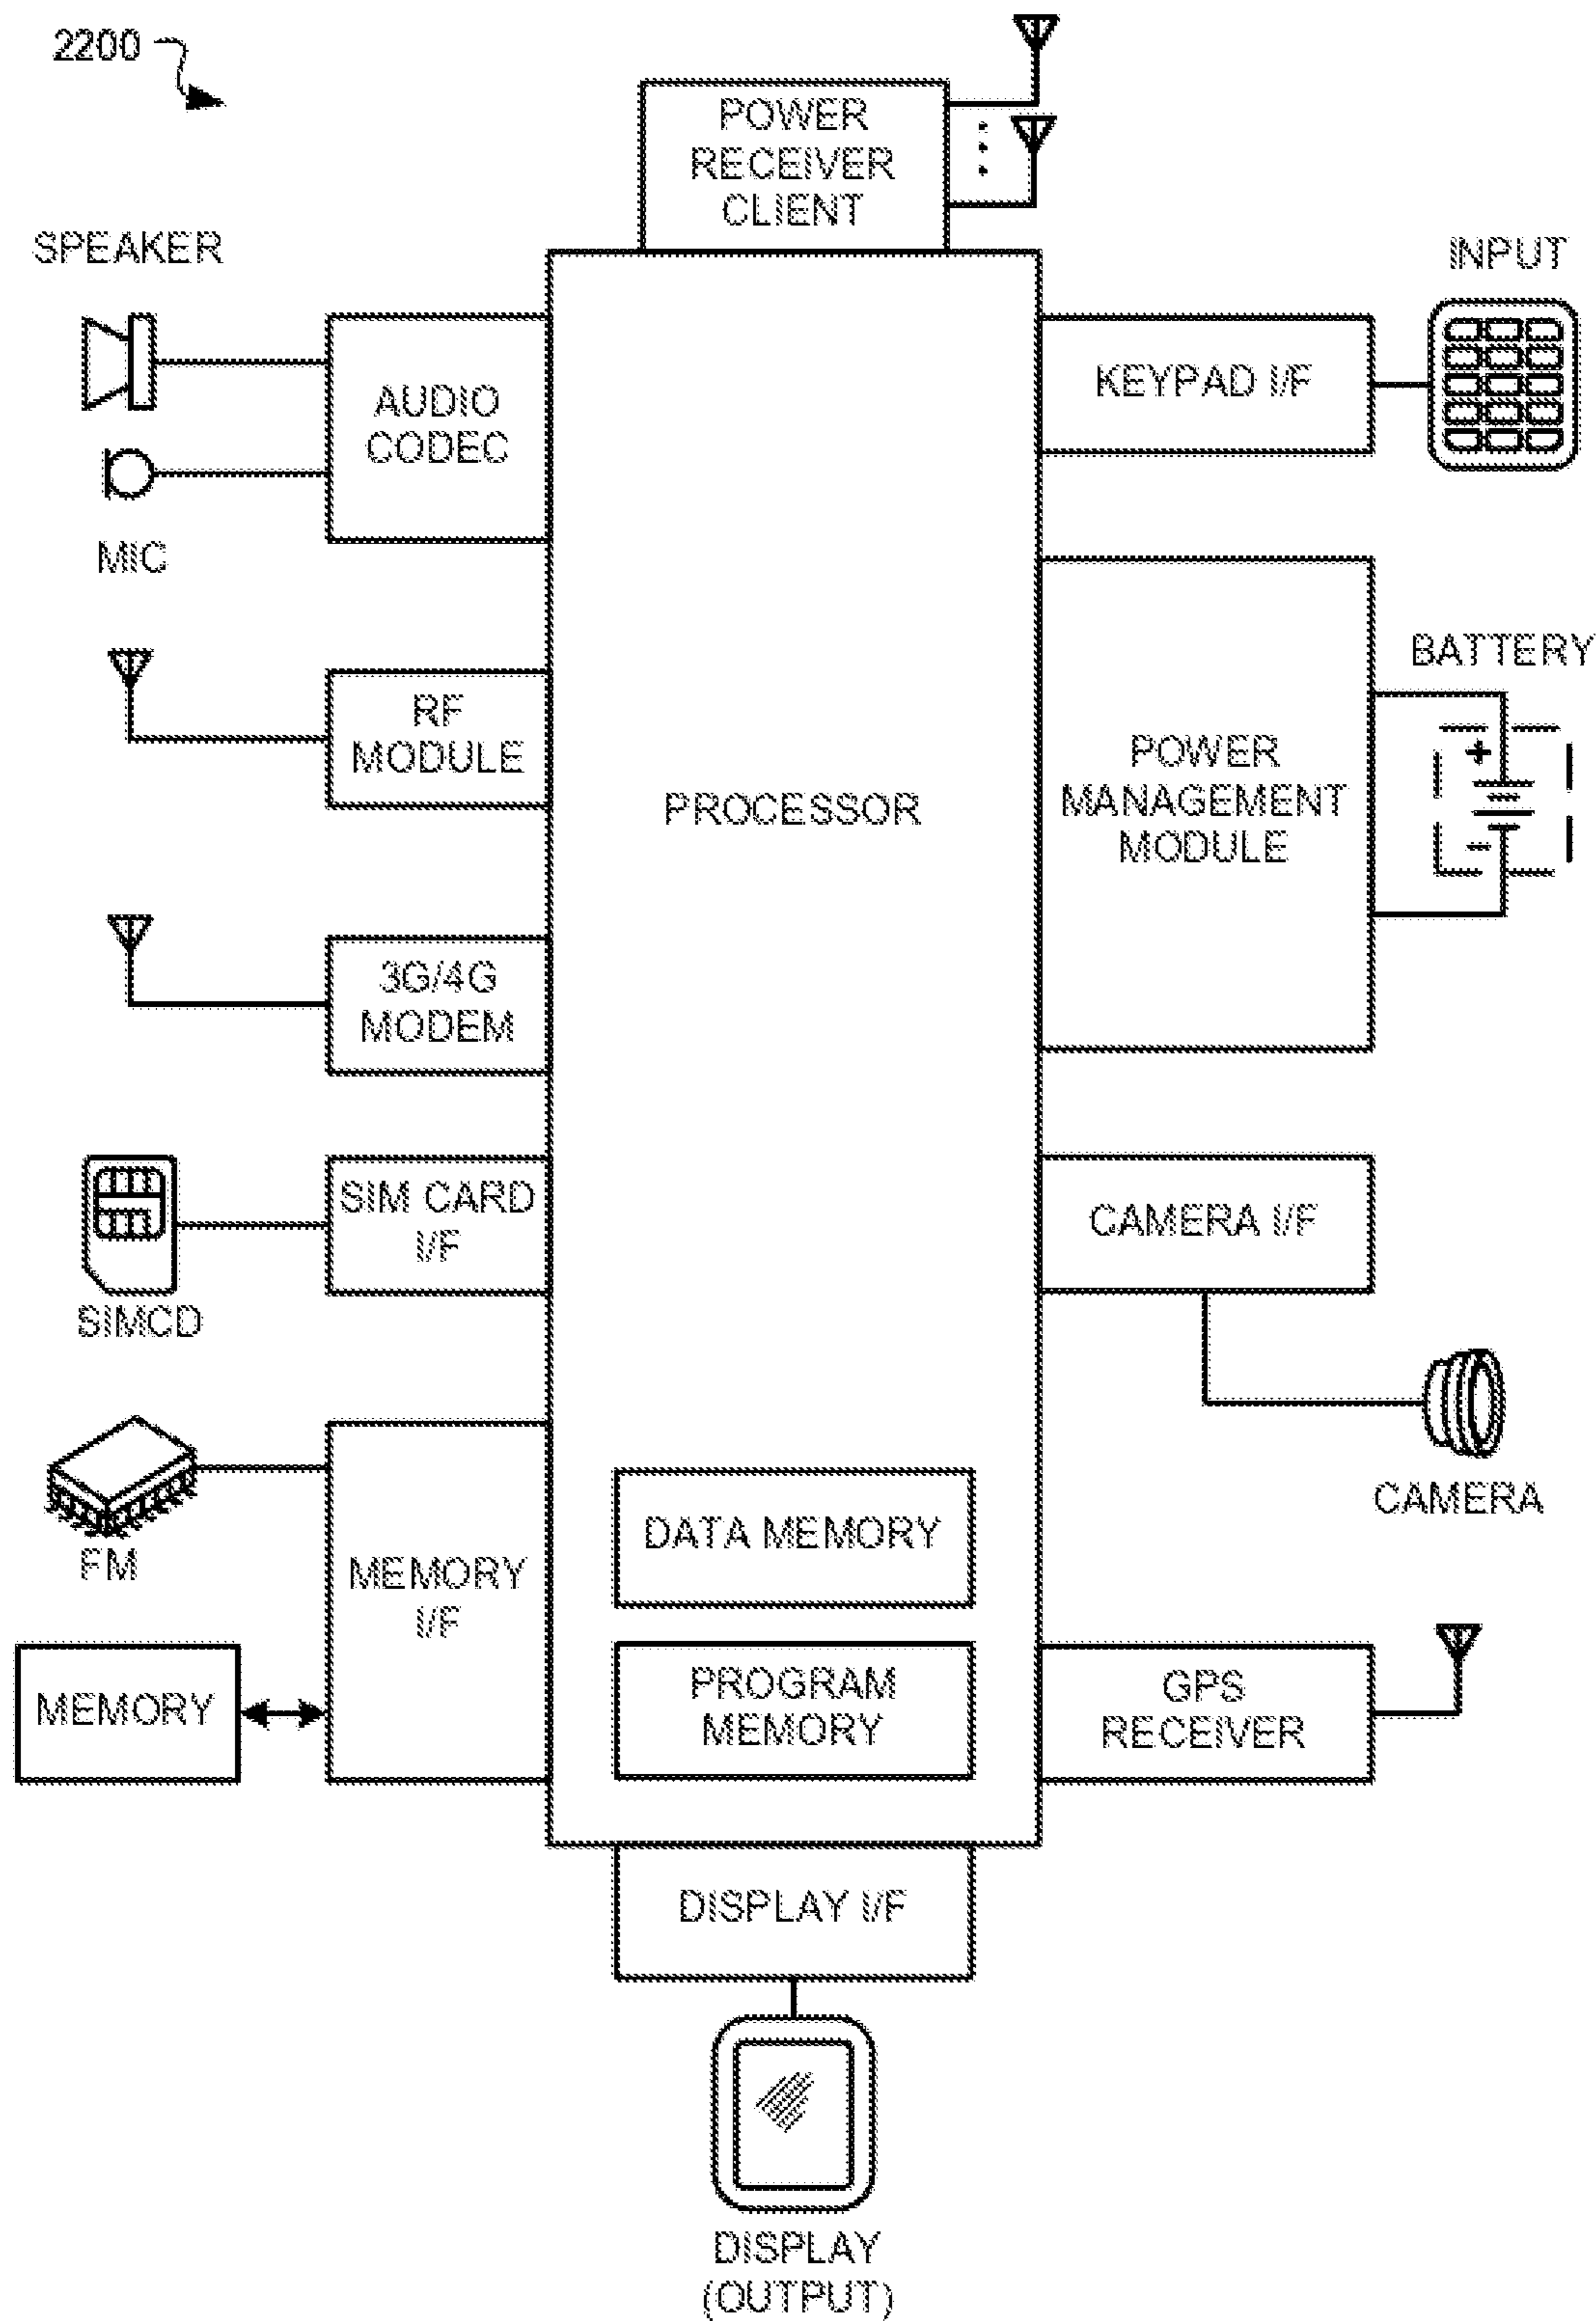 2200
POWER
RECEIVER
CLIENT
SPEAKER
INPUT
AUDIO
CODEC
KEYPAD I/F
MIC
BATTERY
+
-
RF
MODULE
PROCESSOR
POWER
MANAGEMENT
MODULE
3G/4G
MODEM
SIM CARD
I/F
SIMCD
CAMERA I/F
CAMERA
FM
MEMORY
I/F
MEMORY
DATA MEMORY
PROGRAM
MEMORY
GPS
RECEIVER
DISPLAY I/F
DISPLAY
(OUTPUT)